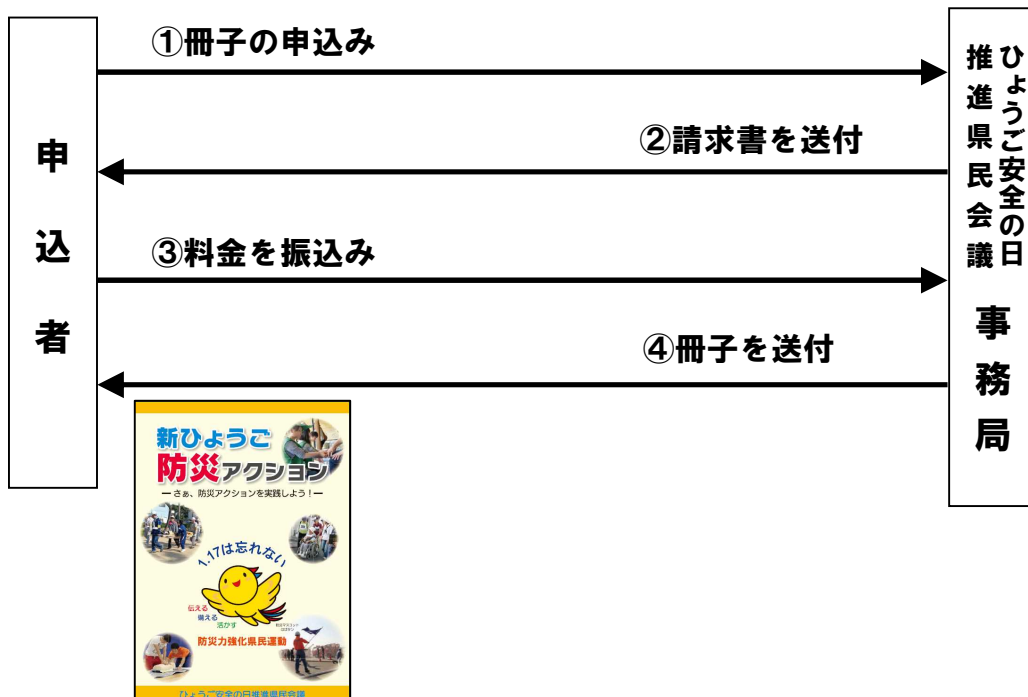 ①冊子の申込み
②請求書を送付
③料金を振込み
④冊子を送付
申込者
ひょうご安全の日
推進県民会議
事務局
新ひょうご
防災アクション
ーさぁ、防災アクションを実践しよう！ー
1.17は忘れない
伝える
備える
活かす
防災力強化県民運動
ひょうご安全の日推進県民会議